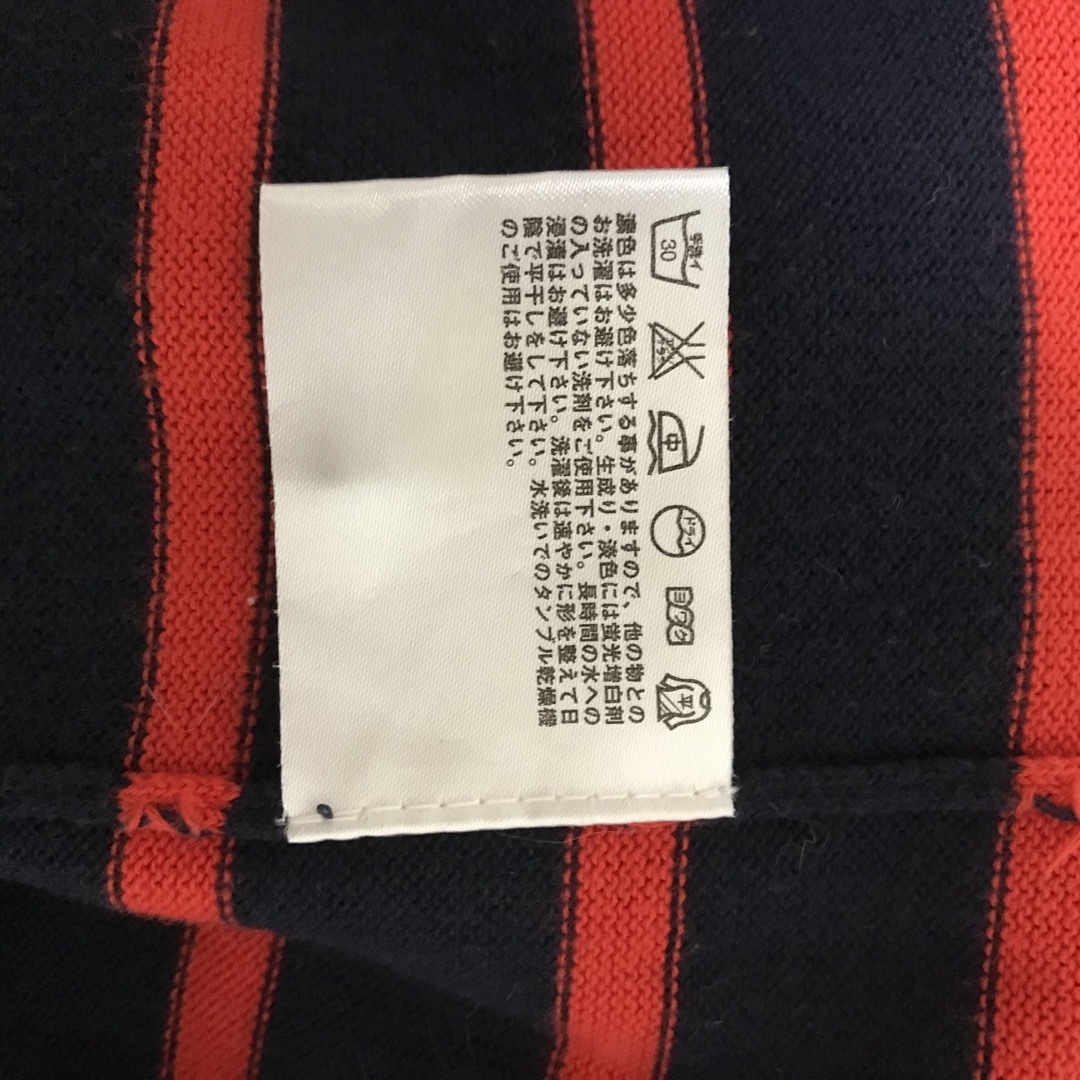 手洗イ
30
エンソ
サラシ
中
ドライ
平
濃色は多少色落ちする事がありますので、他の物との
お洗濯はお避け下さい。生成り・淡色には蛍光増白剤
の入っていない洗剤をご使用下さい。長時間の水への
浸漬はお避け下さい。洗濯後は速やかに形を整えて日
陰で平干しをして下さい。水洗いでのタンブル乾燥機
のご使用はお避け下さい。